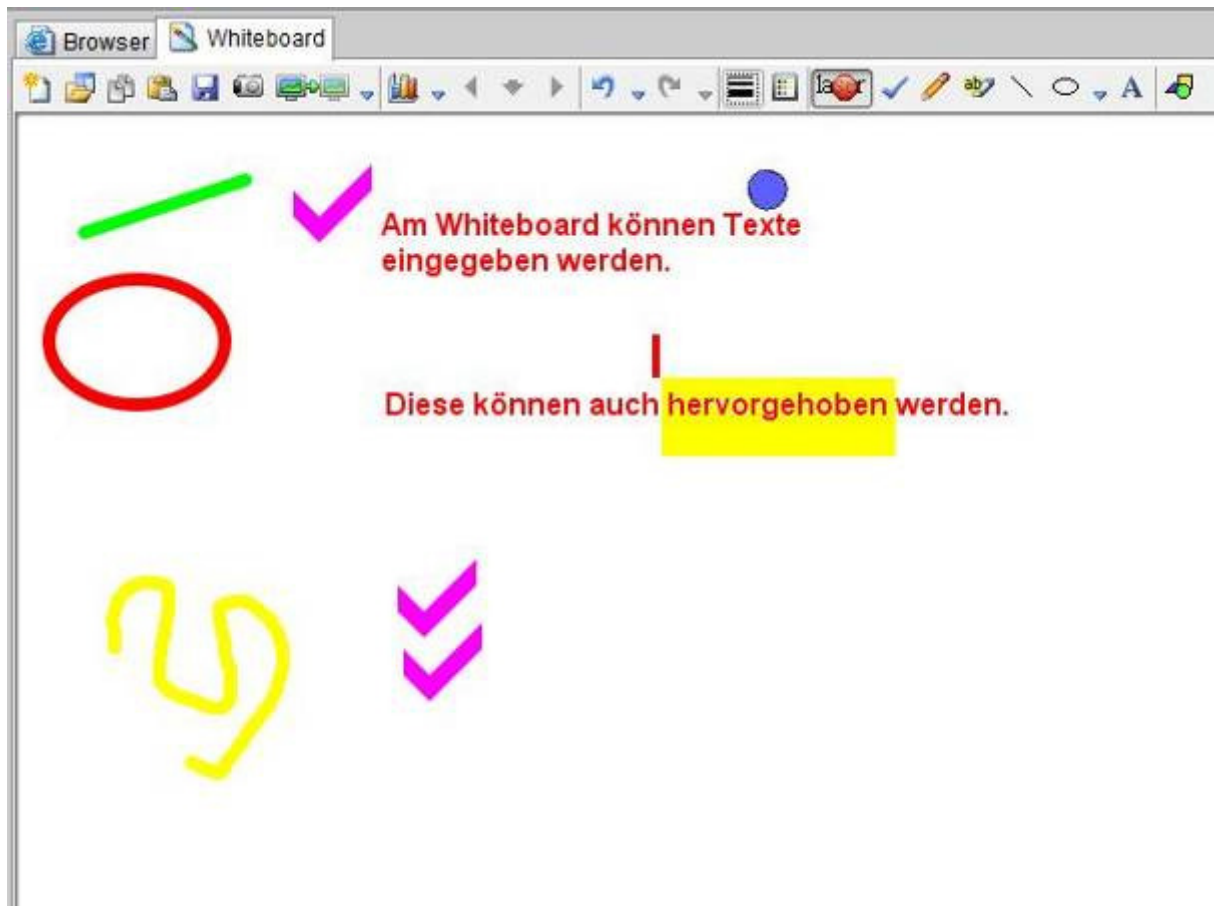 Browser Whiteboard
Am Whiteboard können Texte
eingegeben werden.
Diese können auch hervorgehoben werden.